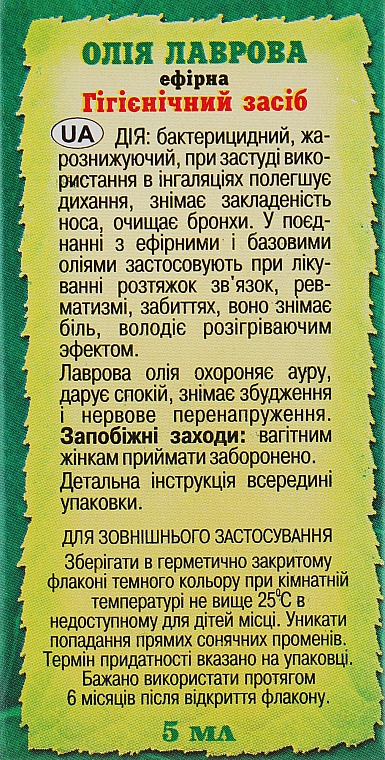 ОЛІЯ ЛАВРОВА
ефірна
Гігієнічний засіб
UA ДІЯ: бактерицидний, жа-
рознижуючий, при застуді вико-
ристання в інгаляціях полегшує
дихання, знімає закладеність
носа, очищає бронхи. У поєд-
нанні з ефірними і базовими
оліями застосовують при ліку-
ванні розтяжок зв'язок, рев-
матизмі, забиттях, воно знімає
біль, володіє розігріваючим
эфектом.
Лаврова олія охороняє ауру,
дарує спокій, знімає збудження
і нервове перенапруження.
Запобіжні заходи: вагітним
жінкам приймати заборонено.
Детальна інструкція всередині
упаковки.
ДЛЯ ЗОВНІШНЬОГО ЗАСТОСУВАННЯ
Зберігати в герметично закритому
флаконі темного кольору при кімнатній
температурі не вище 25°С в
недоступному для дітей місці. Уникати
попадання прямих сонячних променів.
Термін придатності вказано на упаковці.
Бажано використати протягом
6 місяців після відкриття флакону.
5 мл